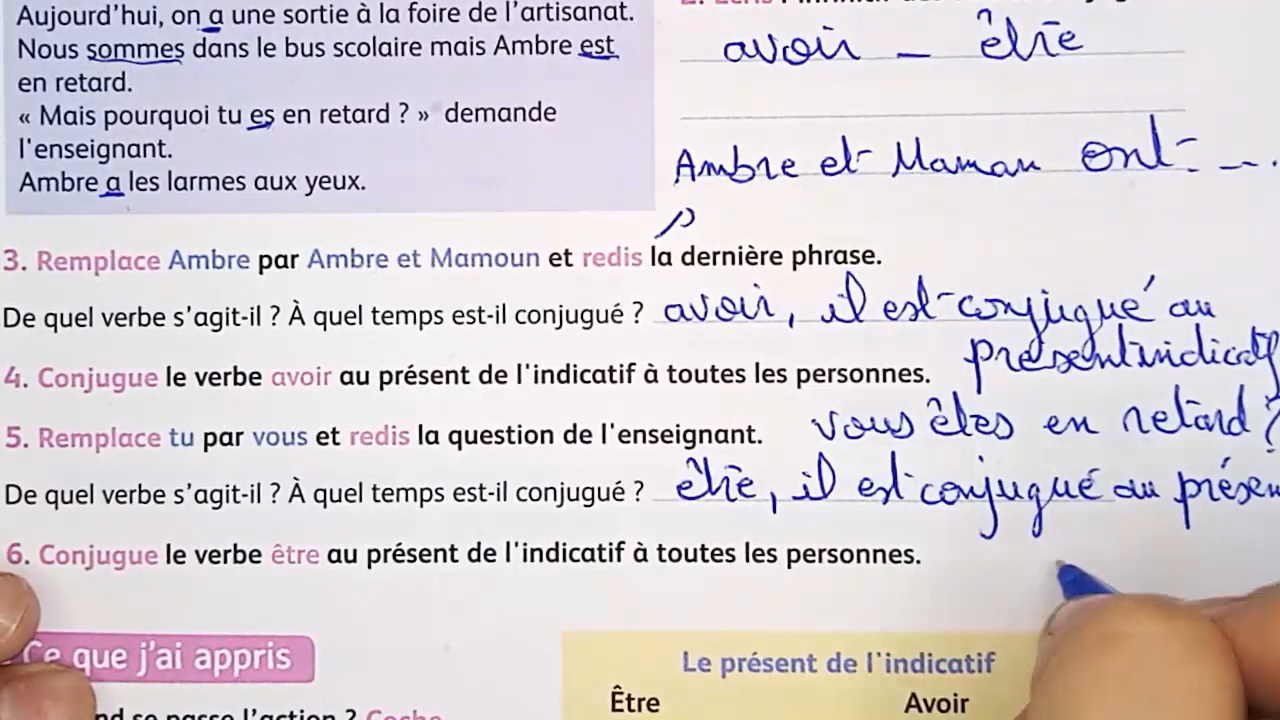 Aujourd'hui, on a une sortie à la foire de l'artisanat.
Nous sommes dans le bus scolaire mais Ambre est
en retard.
« Mais pourquoi tu es en retard ? » demande
l'enseignant.
Ambre a les larmes aux yeux.
avoir - être
Ambre et Maman ont ...
3. Remplace Ambre par Ambre et Mamoun et redis la dernière phrase.
De quel verbe s'agit-il ? À quel temps est-il conjugué ? avoir, il est conjugué au
présent indicatif
4. Conjugue le verbe avoir au présent de l'indicatif à toutes les personnes.
vous êtes en retard ?
5. Remplace tu par vous et redis la question de l'enseignant.
De quel verbe s'agit-il ? À quel temps est-il conjugué ? être, il est conjugué au présen
6. Conjugue le verbe être au présent de l'indicatif à toutes les personnes.
Ce que j'ai appris
Le présent de l'indicatif
Être Avoir
se passe l'action ? Coche